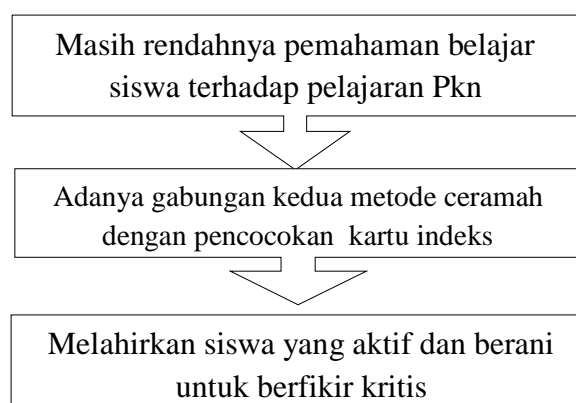 Masih rendahnya pemahaman belajar
siswa terhadap pelajaran Pkn
Adanya gabungan kedua metode ceramah
dengan pencocokan kartu indeks
Melahirkan siswa yang aktif dan berani
untuk berfikir kritis